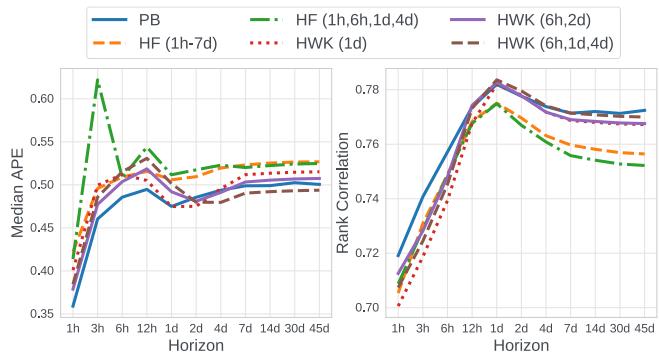 PB
HF (1h-7d)
HF (1h,6h,1d,4d)
HWK (1d)
HWK (6h,2d)
HWK (6h,1d,4d)
Median APE
0.60
0.55
0.50
0.45
0.40
0.35
1h 3h 6h 12h 1d 2d 4d 7d 14d 30d 45d
Horizon
Rank Correlation
0.78
0.76
0.74
0.72
0.70
1h 3h 6h 12h 1d 2d 4d 7d 14d 30d 45d
Horizon